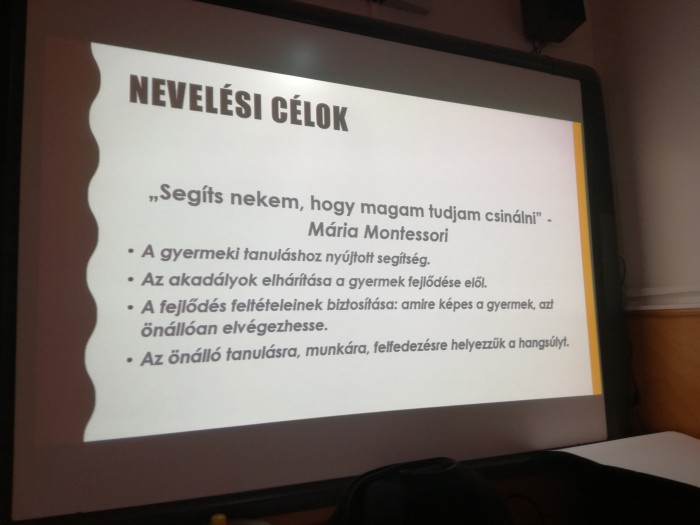 NEVELÉSI CÉLOK
„Segíts nekem, hogy magam tudjam csinálni” -
Mária Montessori
• A gyermeki tanuláshoz nyújtott segítség.
• Az akadályok elhárítása a gyermek fejlődése elől.
• A fejlődés feltételeinek biztosítása: amire képes a gyermek, azt
önállóan elvégezhesse.
• Az önálló tanulásra, munkára, felfedezésre helyezzük a hangsúlyt.